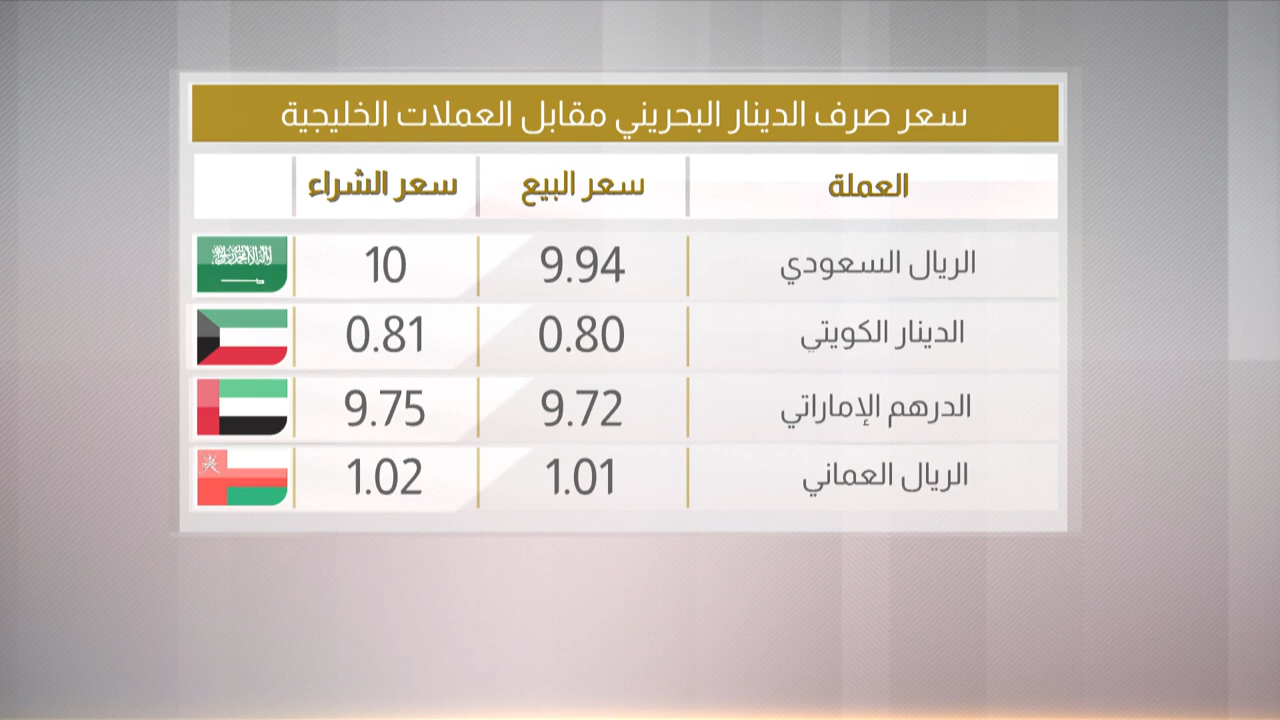 سعر صرف الدينار البحريني مقابل العملات الخليجية
العملة سعر البيع سعر الشراء
الريال السعودي 9.94 10
الدينار الكويتي 0.80 0.81
الدرهم الإماراتي 9.72 9.75
الريال العماني 1.01 1.02